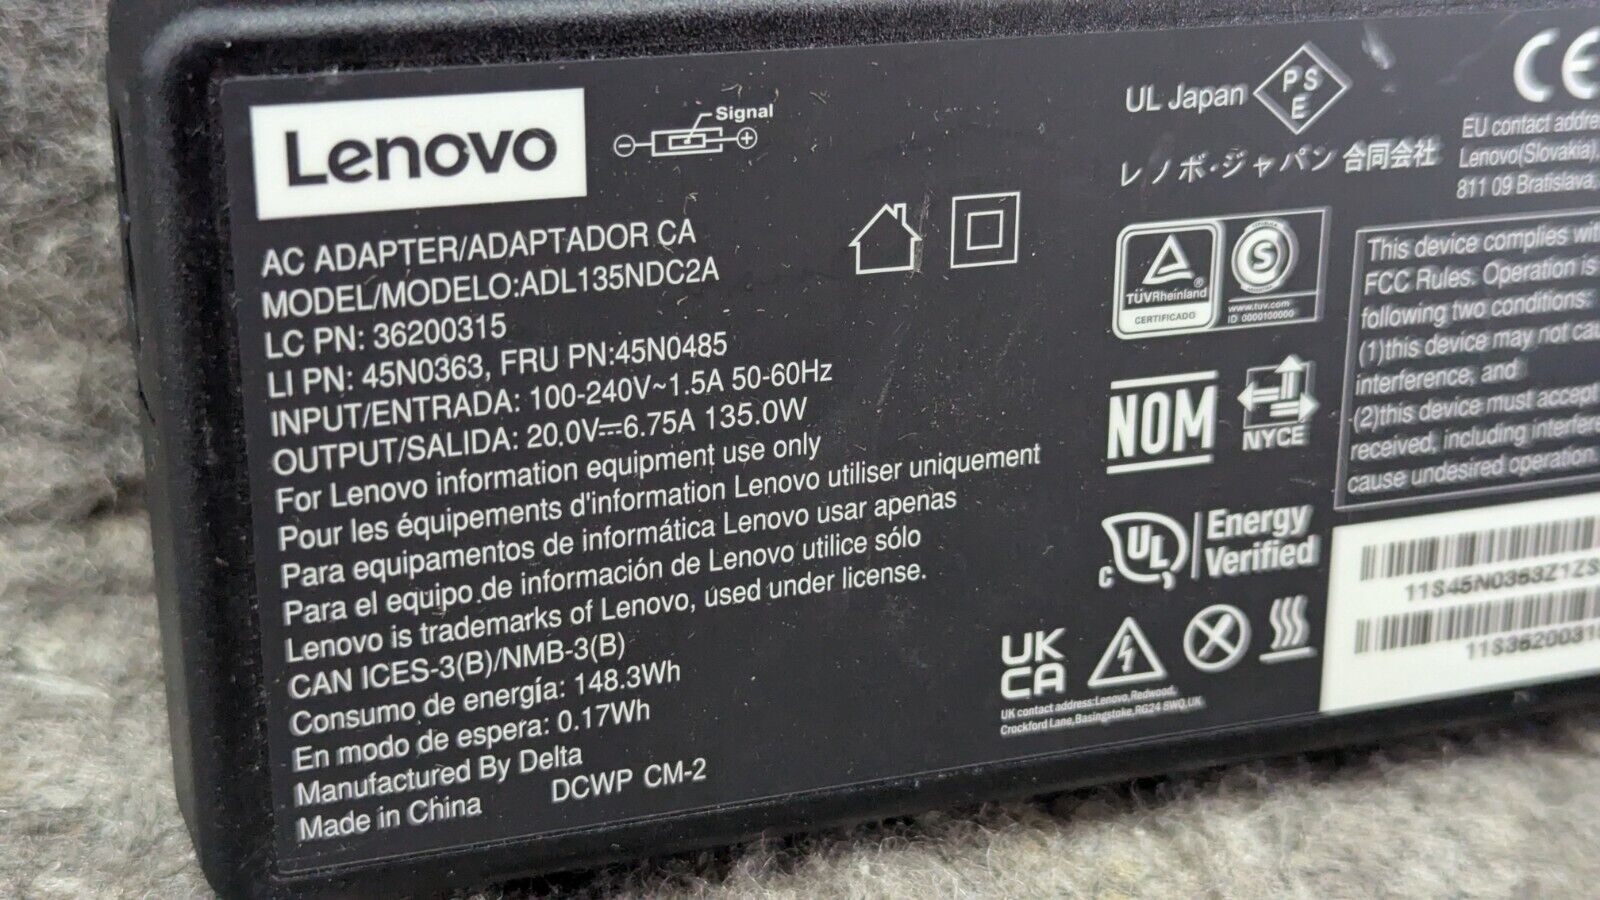 Lenovo
Signal
AC ADAPTER/ADAPTADOR CA
MODEL/MODELO:ADL135NDC2A
LC PN: 36200315
LI PN: 45N0363, FRU PN:45N0485
INPUT/ENTRADA: 100-240V~1.5A 50-60Hz
OUTPUT/SALIDA: 20.0V⎓6.75A 135.0W
For Lenovo information equipment use only
Pour les équipements d'information Lenovo utiliser uniquement
Para equipamentos de informática Lenovo usar apenas
Para el equipo de información de Lenovo utilice sólo
Lenovo is trademarks of Lenovo, used under license.
CAN ICES-3(B)/NMB-3(B)
Consumo de energía: 148.3Wh
En modo de espera: 0.17Wh
Manufactured By Delta
Made in China
DCWP CM-2
UL Japan
PSE
レノボ・ジャパン 合同会社
TÜVRheinland
CERTIFICADO
www.tuv.com
ID 0000100000
NOM
NYCE
c UL
Energy
Verified
UK
CA
UK contact address:Lenovo,Redwood,
Crockford Lane,Basingstoke,RG24 8WQ,UK
CE
EU contact
Lenovo(Slovakia),
811 09 Bratislava,
This device complies
FCC Rules. Operation is
following two conditions:
(1)this device may not
interference, and
(2)this device must accept
received, including
cause undesired operation.
11S45N0363Z1ZS
11S36200315